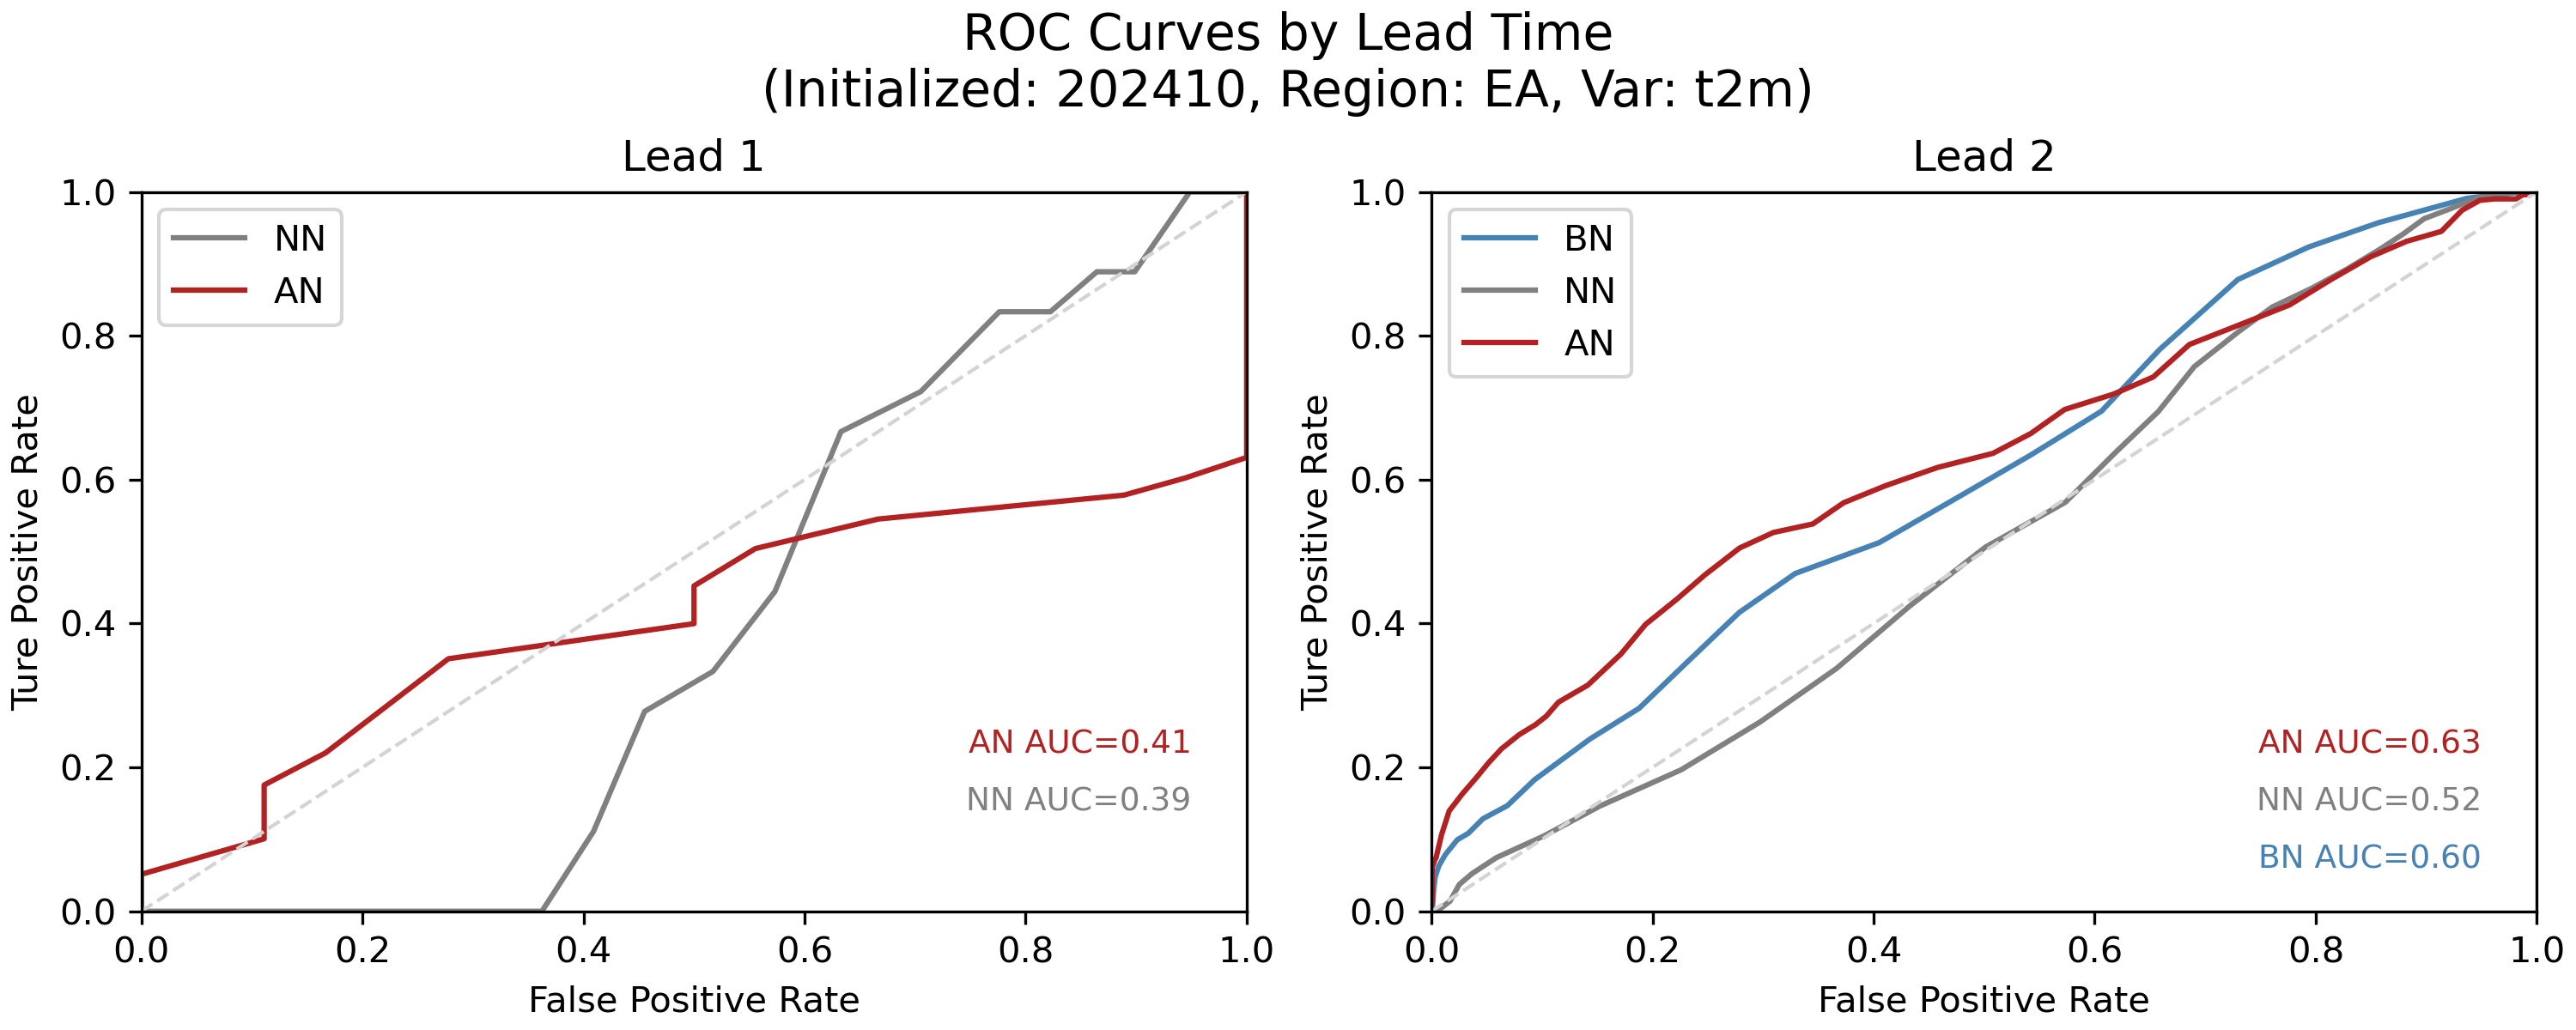 ROC Curves by Lead Time
(Initialized: 202410, Region: EA, Var: t2m)
Lead 1
1.0
0.8
0.6
0.4
0.2
0.0
Ture Positive Rate
NN
AN
AN AUC=0.41
NN AUC=0.39
0.0 0.2 0.4 0.6 0.8 1.0
False Positive Rate
Lead 2
1.0
0.8
0.6
0.4
0.2
0.0
Ture Positive Rate
BN
NN
AN
AN AUC=0.63
NN AUC=0.52
BN AUC=0.60
0.0 0.2 0.4 0.6 0.8 1.0
False Positive Rate